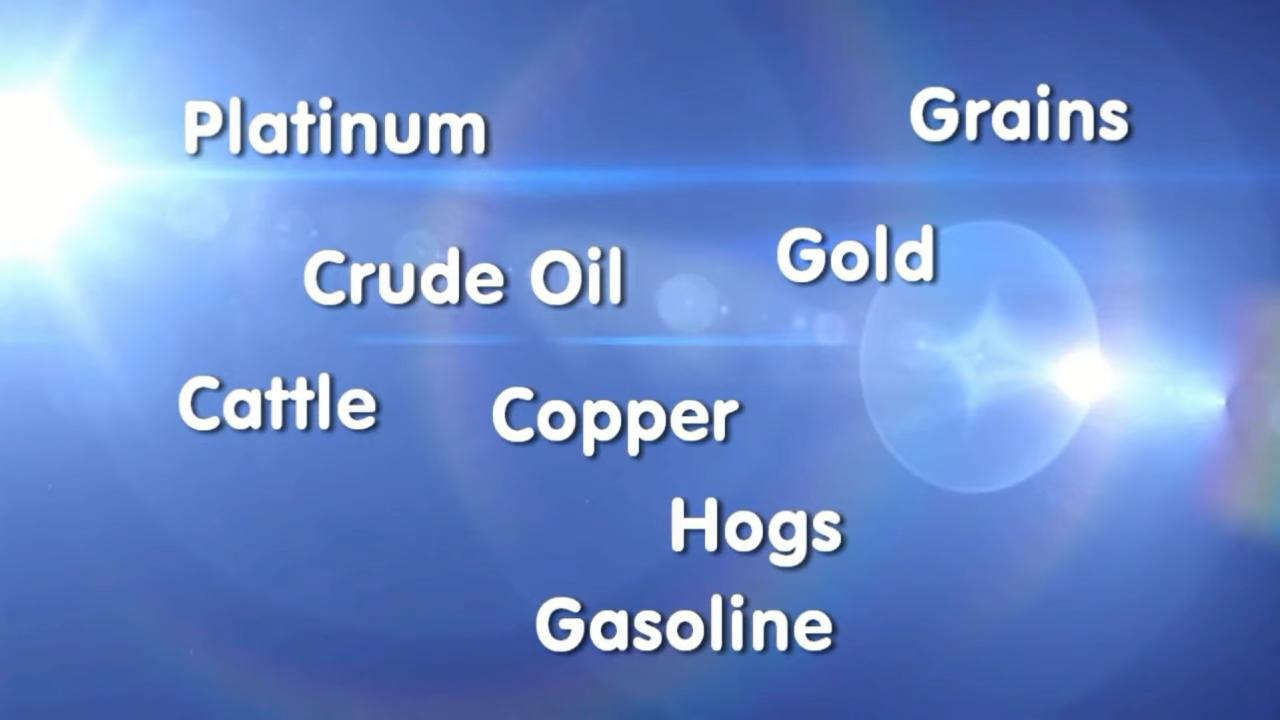 Platinum
Grains
Crude Oil
Gold
Cattle
Copper
Hogs
Gasoline